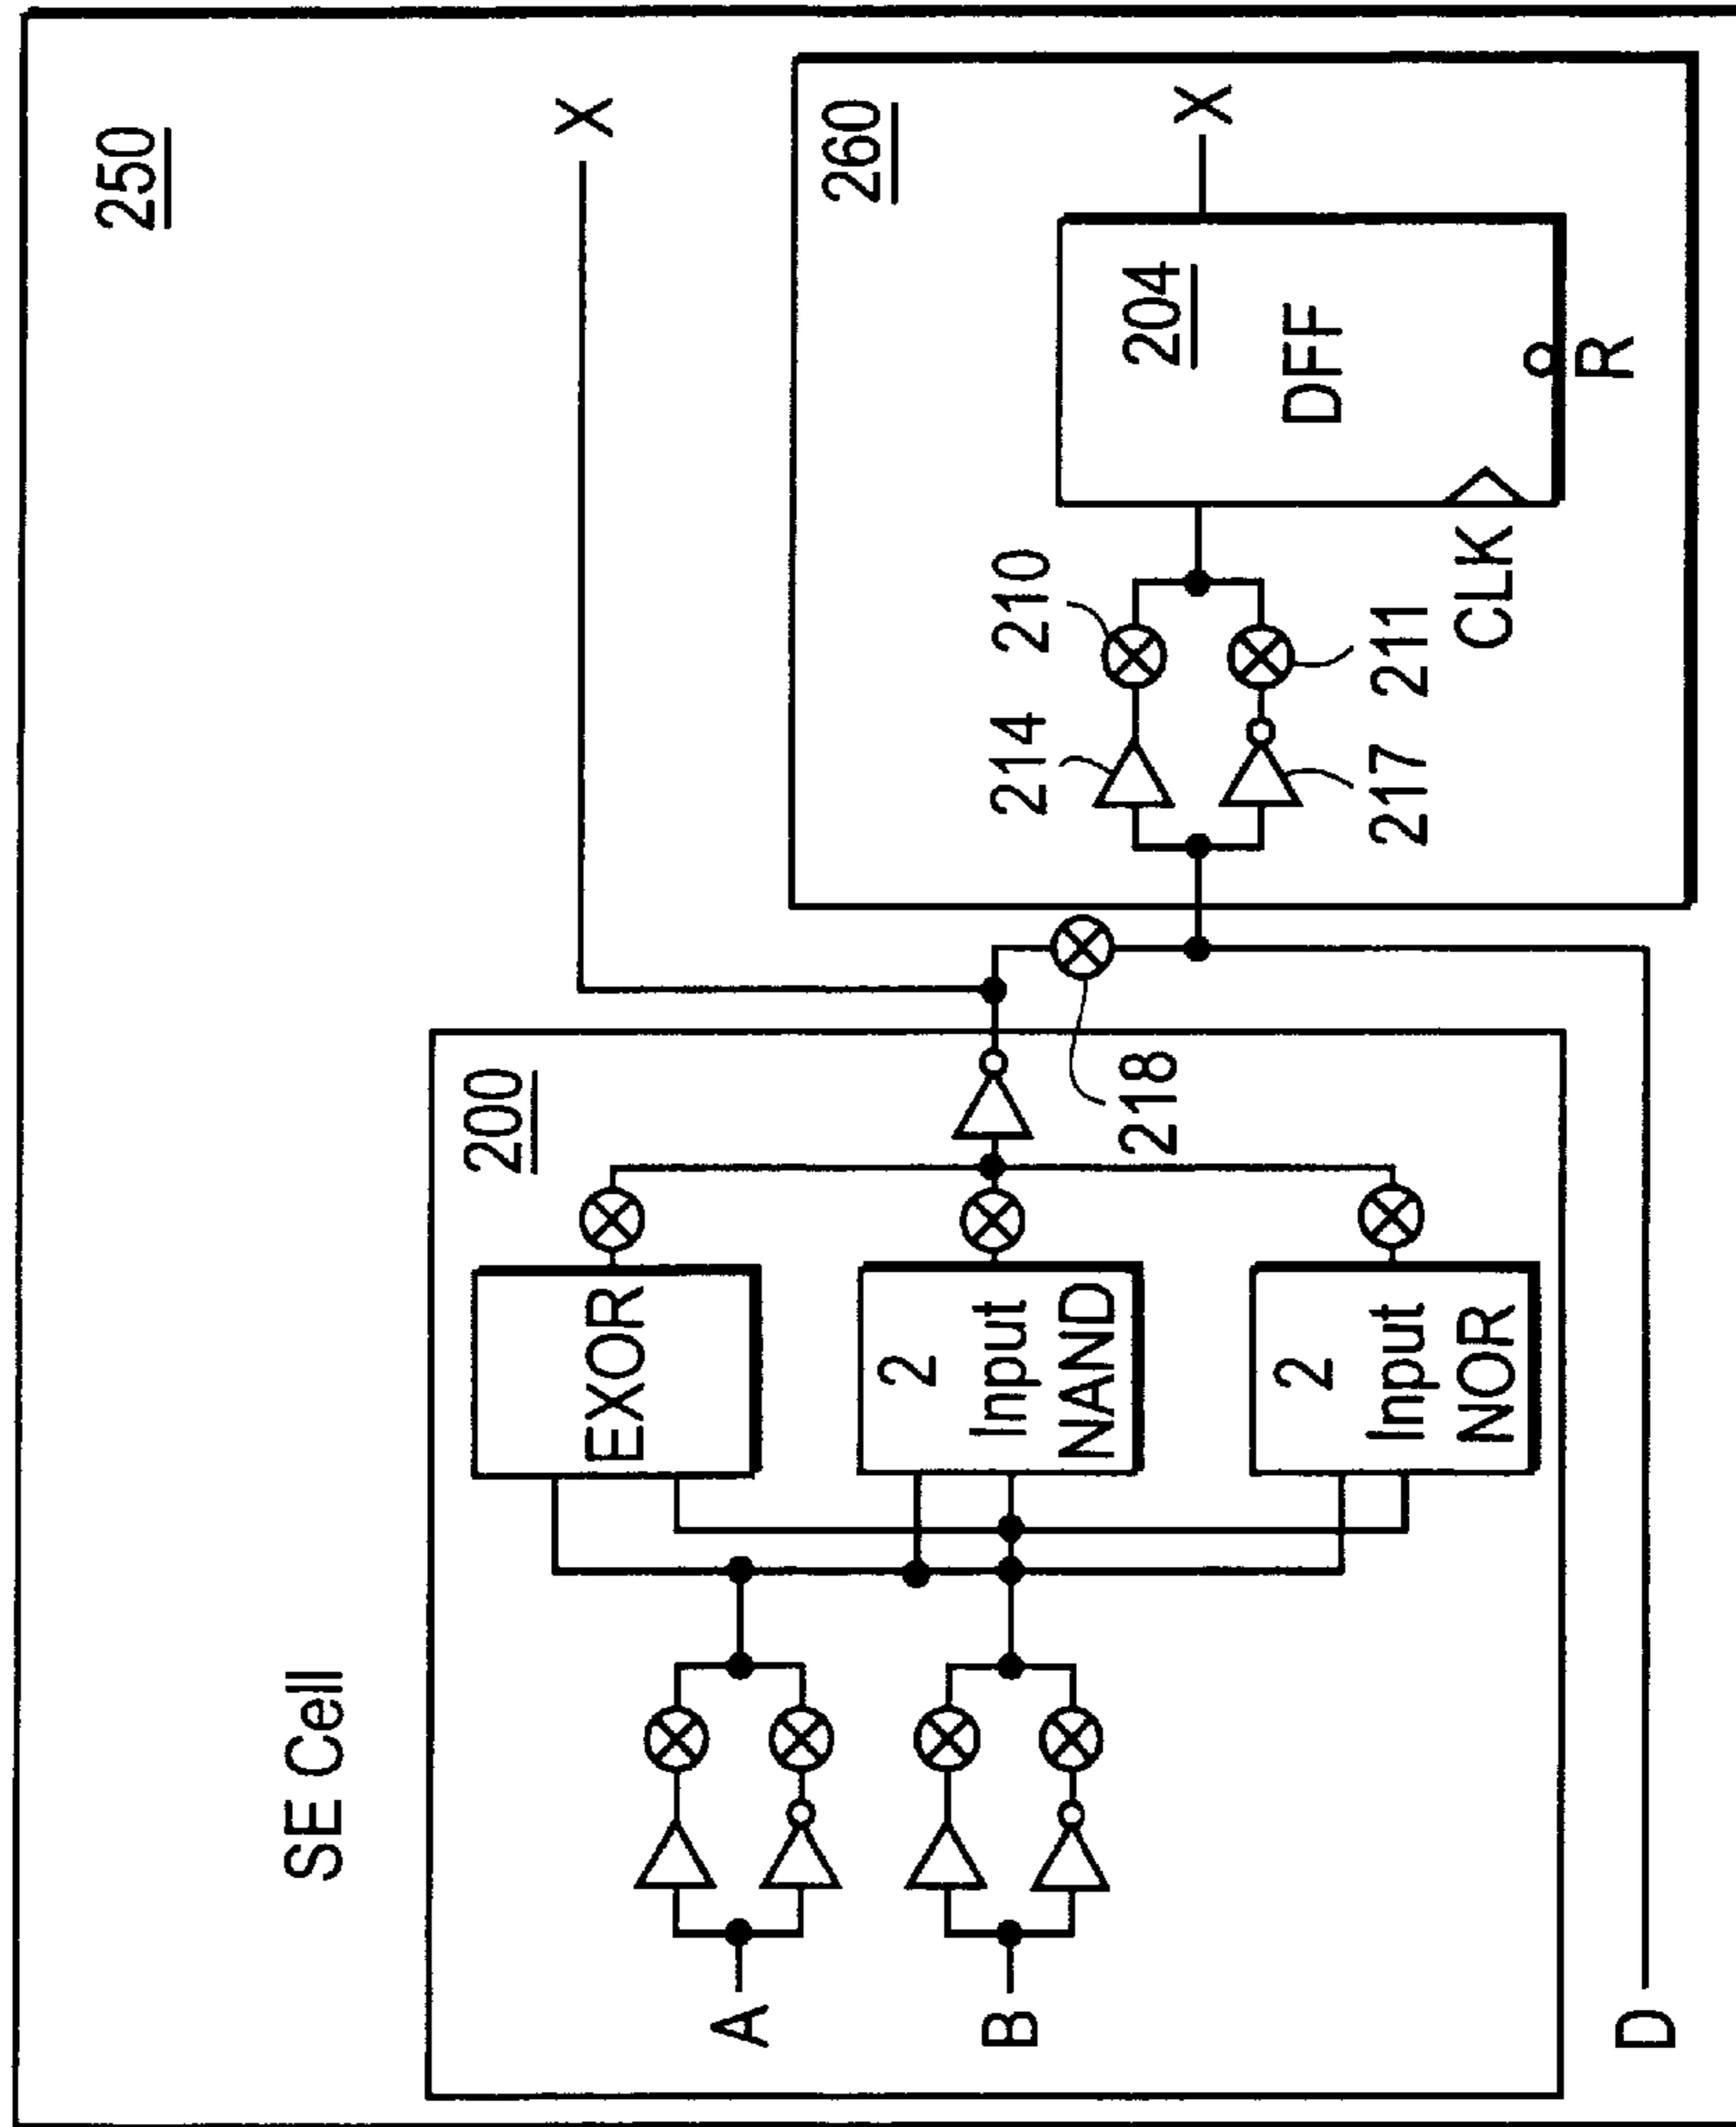 250
SE Cell
X
200
EXOR
2
Input
NAND
2
Input
NOR
A
B
D
218
260
214
210
217
211
204
DFF
CLK
R
X